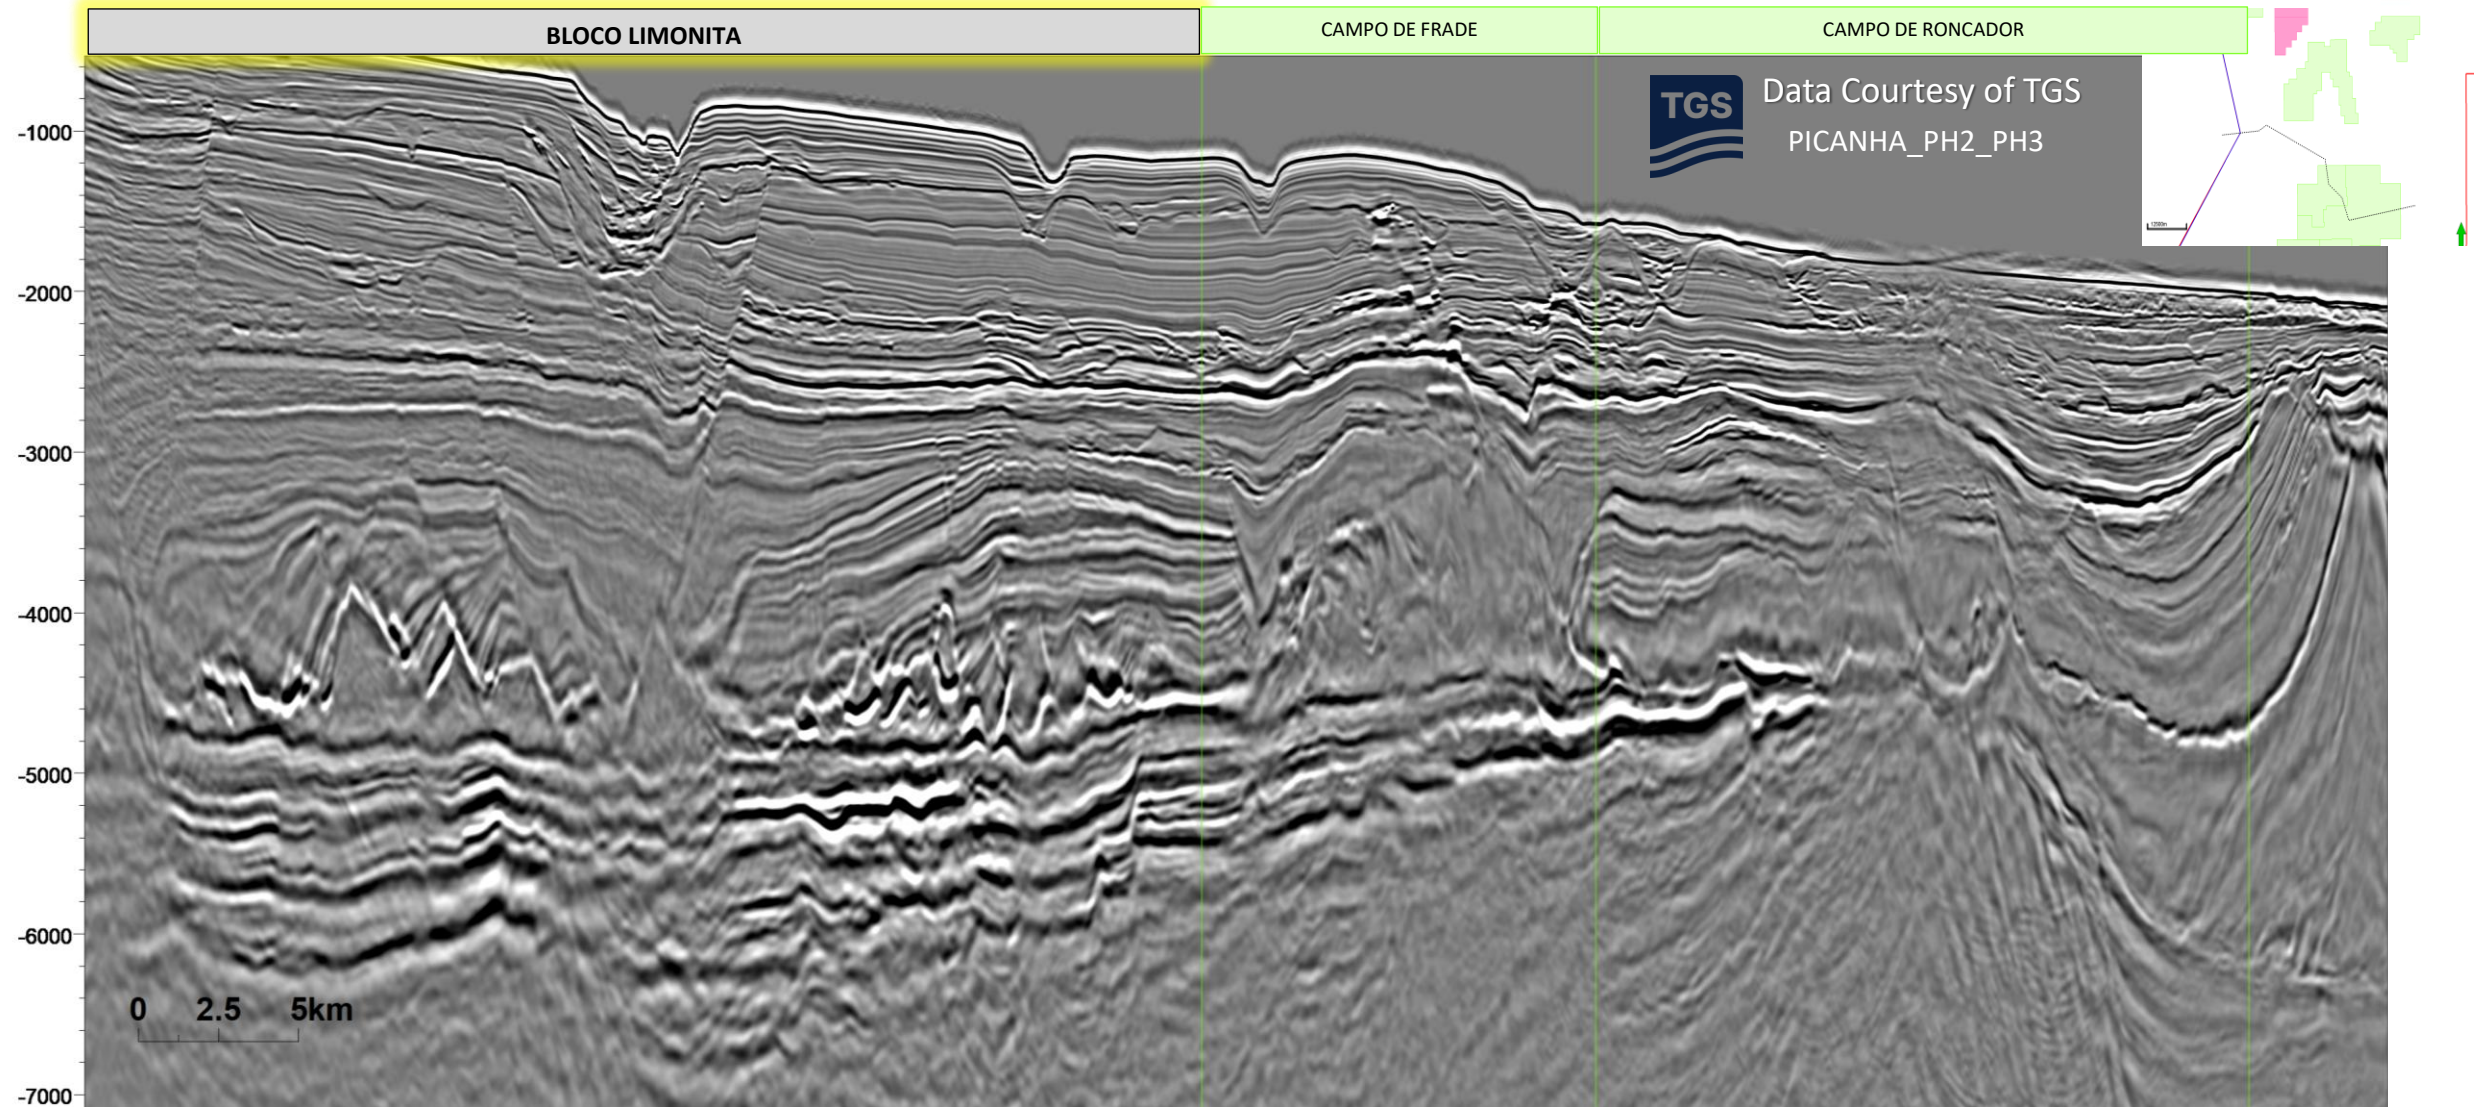 BLOCO LIMONITA
CAMPO DE FRADE
CAMPO DE RONCADOR
TGS
Data Courtesy of TGS
PICANHA_PH2_PH3
-1000
-2000
-3000
-4000
-5000
-6000
-7000
0 2.5 5km